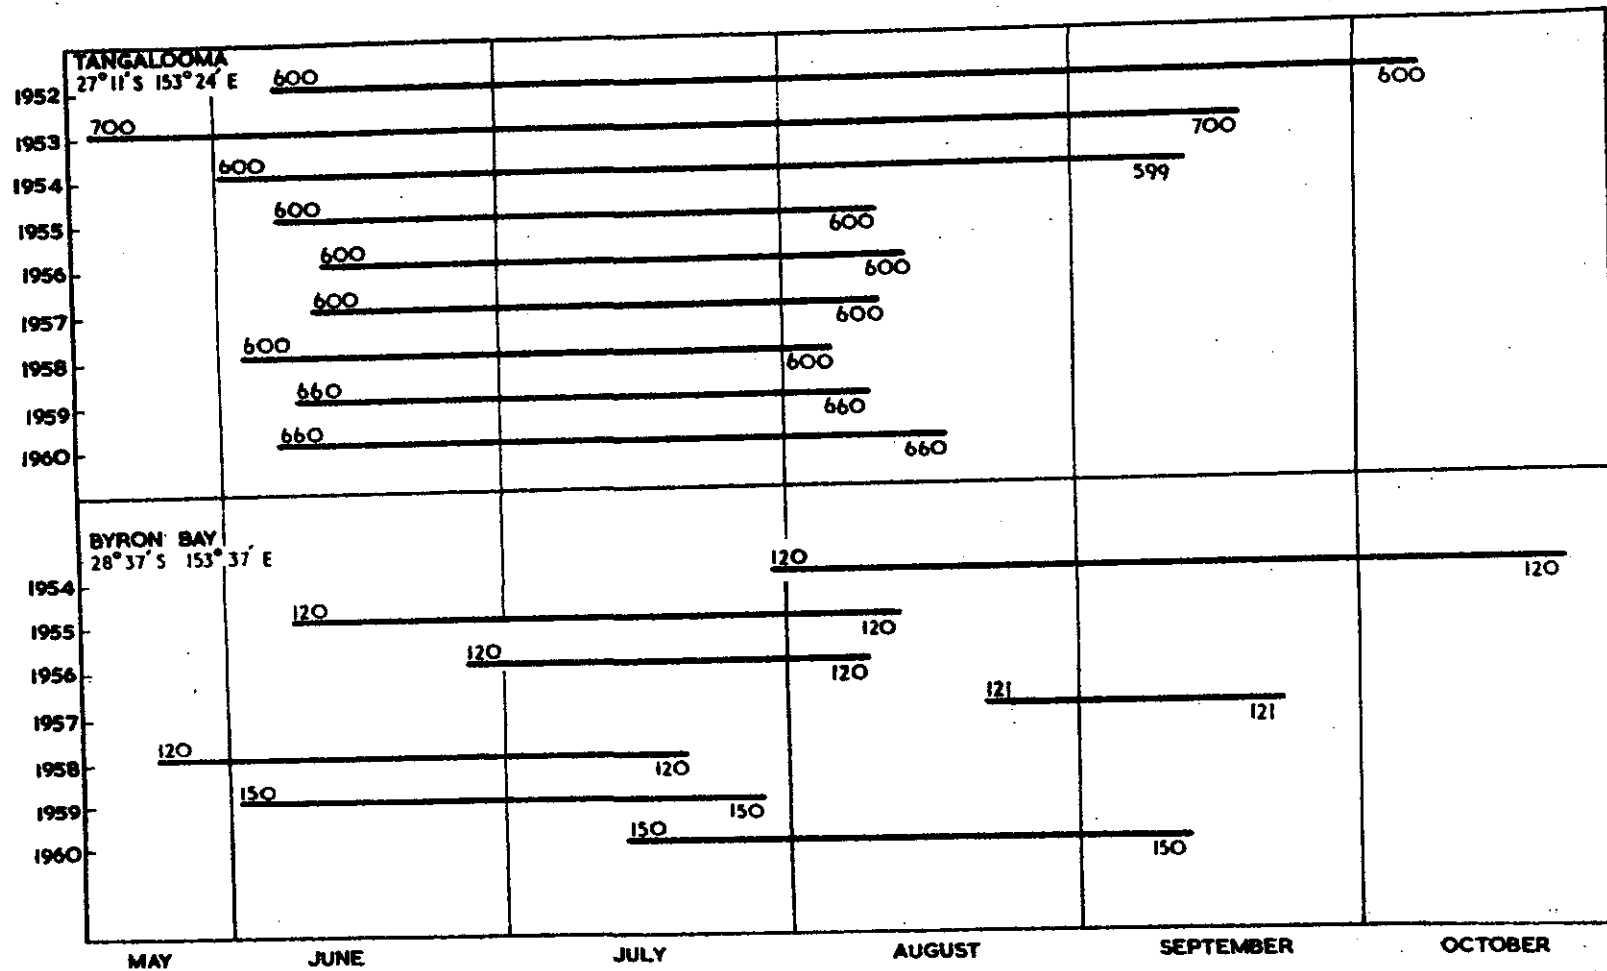 TANGALOOMA
27°11'S 153°24'E
1952 600 600
1953 700 700
1954 600 599
1955 600 600
1956 600 600
1957 600 600
1958 600 600
1959 660 660
1960 660 660
BYRON BAY
28°37'S 153°37'E
1954 120 120
1955 120 120
1956 120 120
1957 121 121
1958 120 120
1959 150 150
1960 150 150
MAY JUNE JULY AUGUST SEPTEMBER OCTOBER